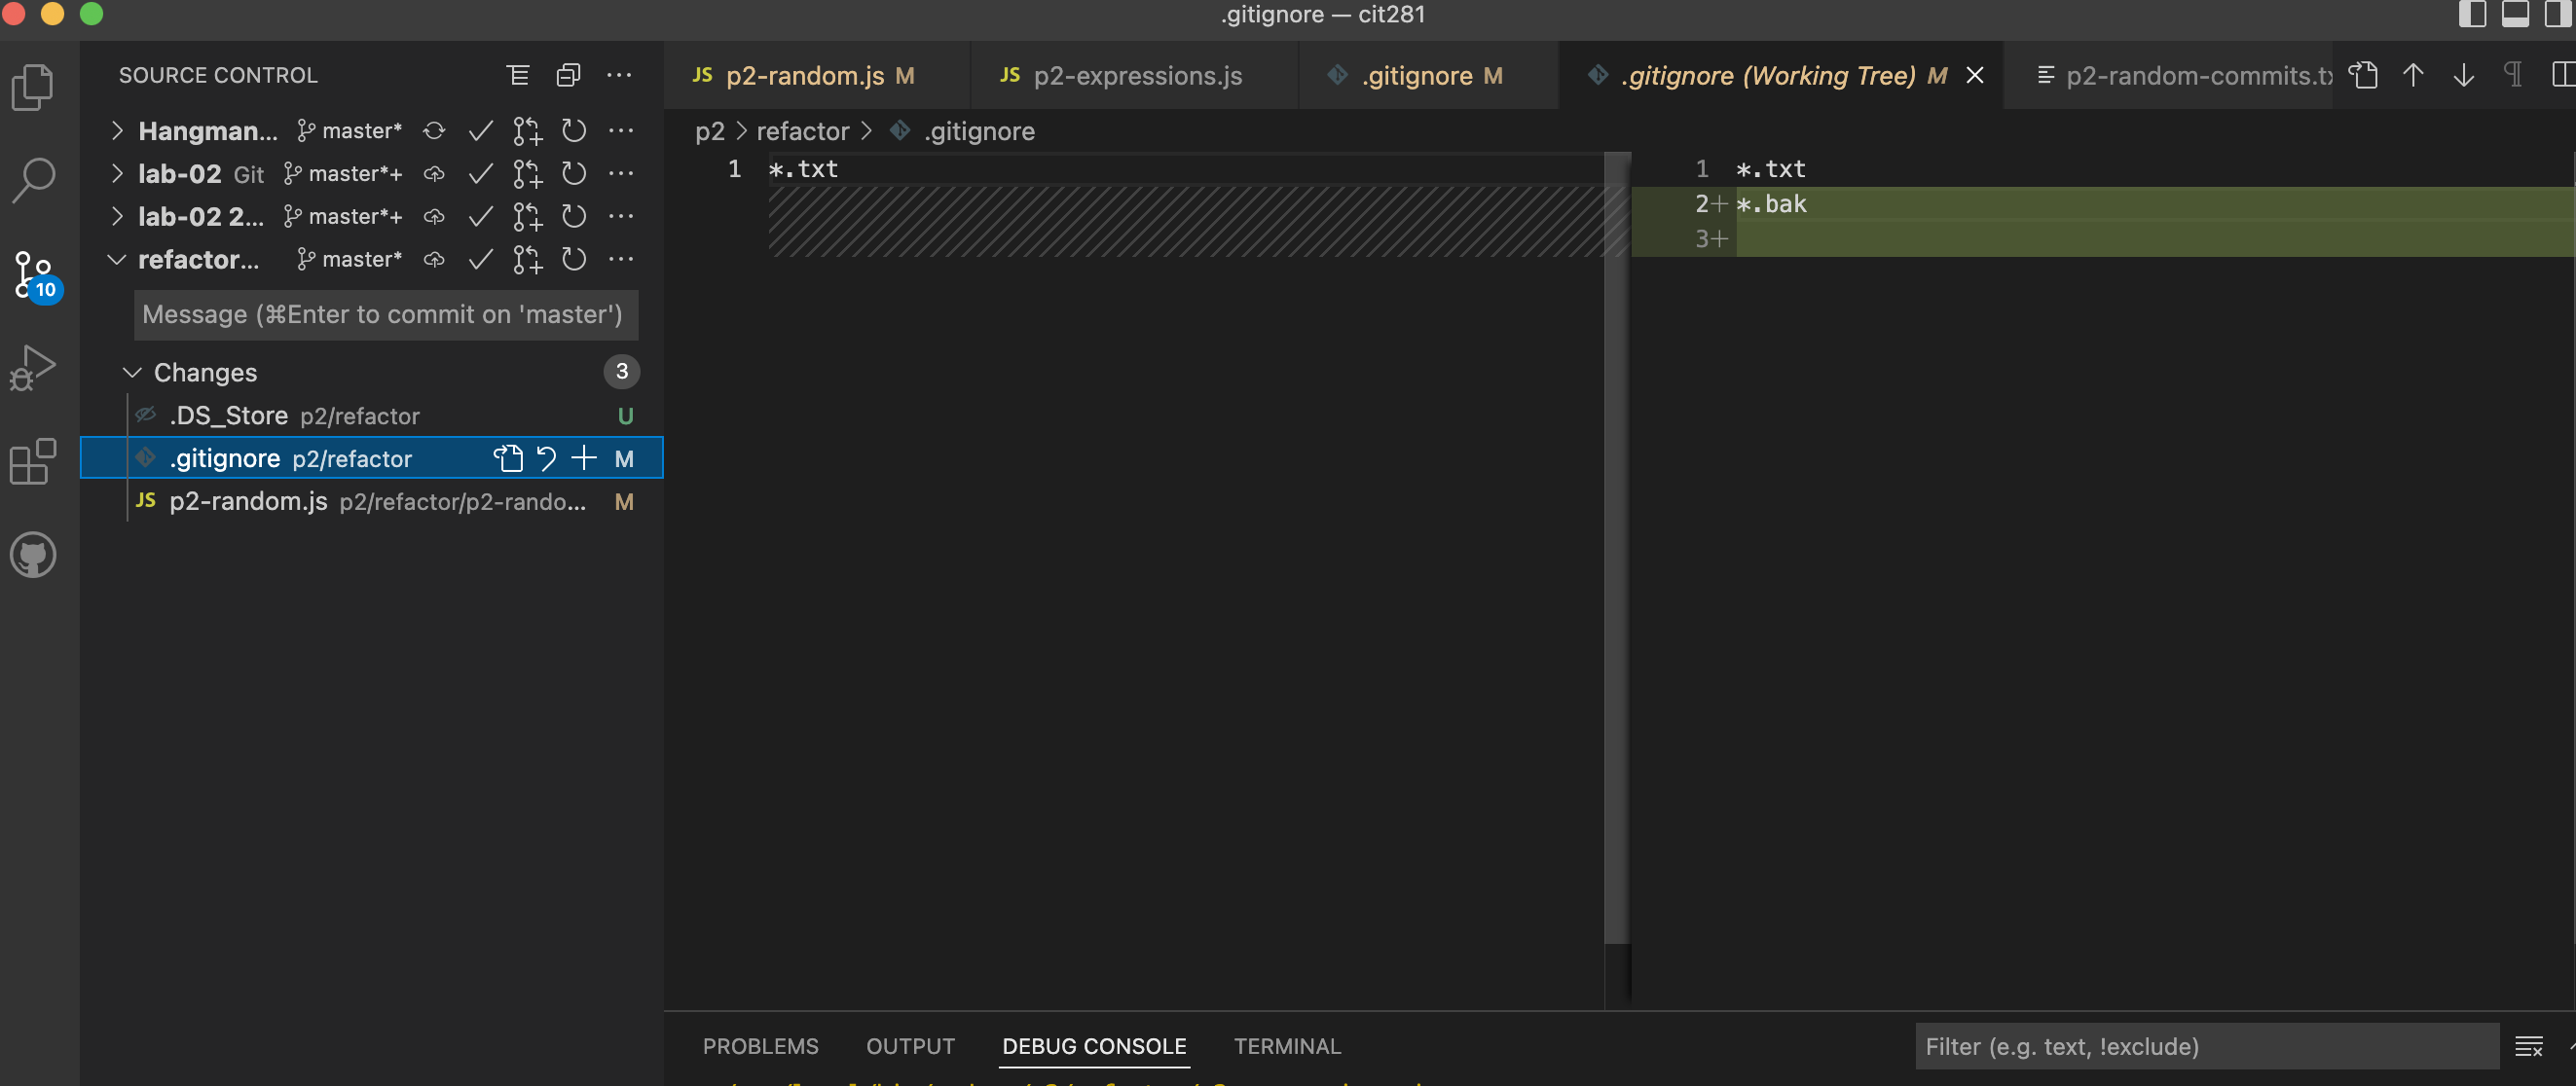 .gitignore — cit281
SOURCE CONTROL
Hangman... master*
lab-02 Git master*+
lab-02 2... master*+
refactor... master*
10
Message (⌘Enter to commit on 'master')
Changes 3
.DS_Store p2/refactor U
.gitignore p2/refactor M
JS p2-random.js p2/refactor/p2-rando... M
JS p2-random.js M
JS p2-expressions.js
.gitignore M
.gitignore (Working Tree) M
p2-random-commits.tx
p2 > refactor > .gitignore
1 *.txt
1 *.txt
2+ *.bak
3+
PROBLEMS OUTPUT DEBUG CONSOLE TERMINAL
Filter (e.g. text, !exclude)